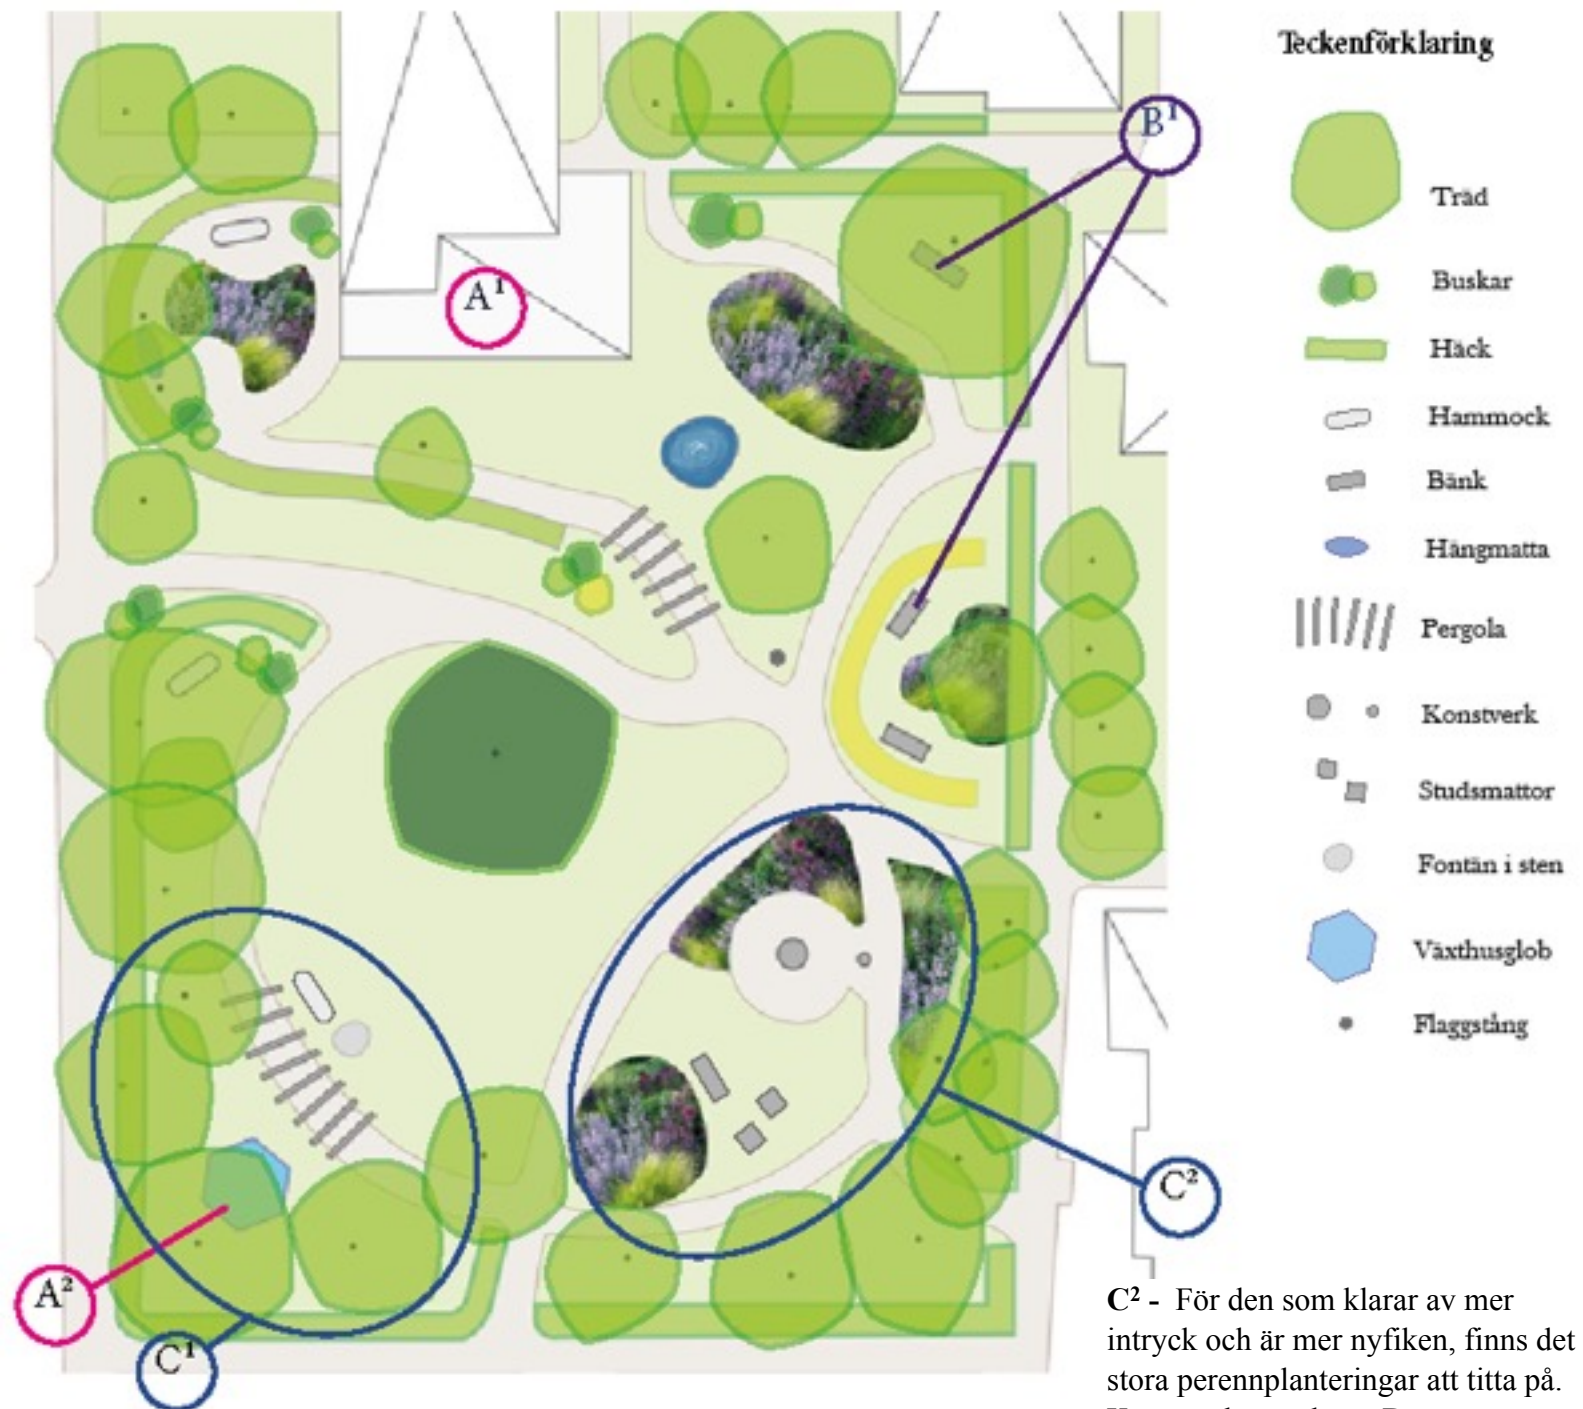 Teckenförklaring
B¹
Träd
Buskar
A¹
Häck
Hammock
Bänk
Hängmatta
Pergola
Konstverk
Studsmattor
Fontän i sten
Växthusglob
Flaggstång
C²
A²
C¹
C² - För den som klarar av mer
intryck och är mer nyfiken, finns det
stora perennplanteringar att titta på.